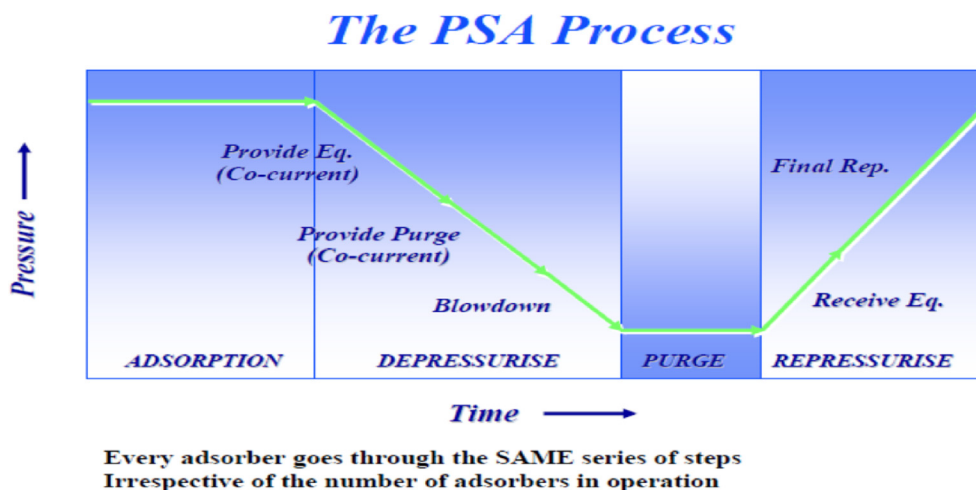 The PSA Process
Provide Eq.
(Co-current)
Provide Purge
(Co-current)
Blowdown
Final Rep.
Receive Eq.
Pressure
ADSORPTION
DEPRESSURISE
PURGE
REPRESSURISE
Time
Every adsorber goes through the SAME series of steps
Irrespective of the number of adsorbers in operation